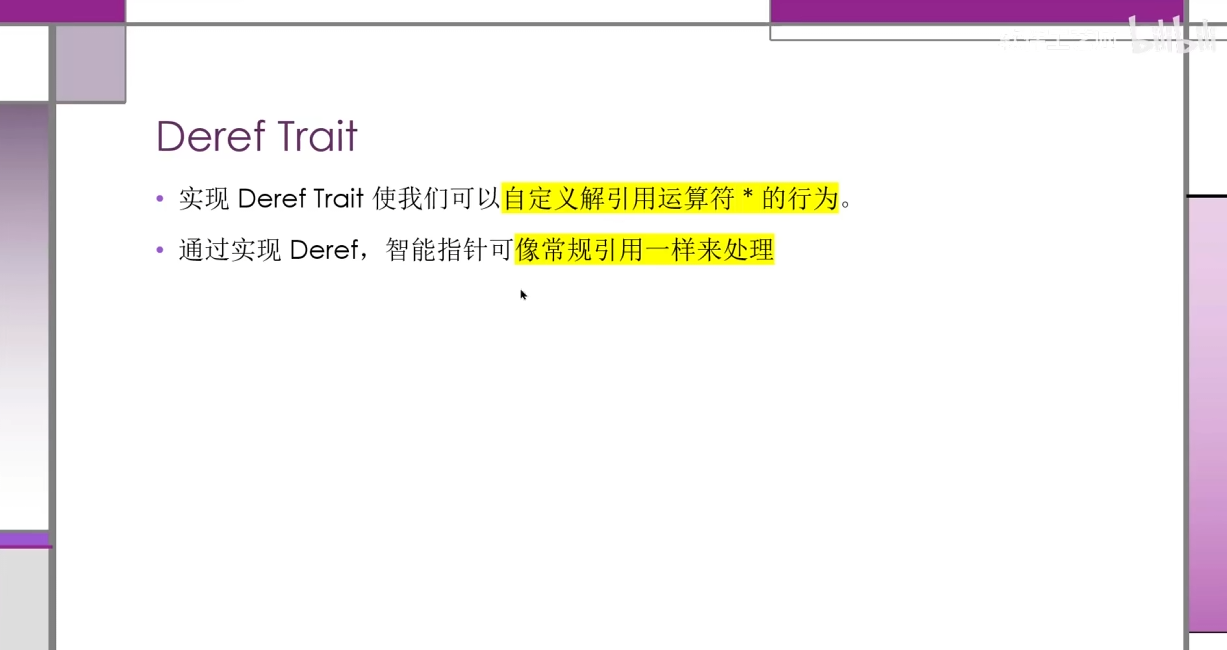 Deref Trait
• 实现 Deref Trait 使我们可以自定义解引用运算符 * 的行为。
• 通过实现 Deref，智能指针可像常规引用一样来处理
bilibili